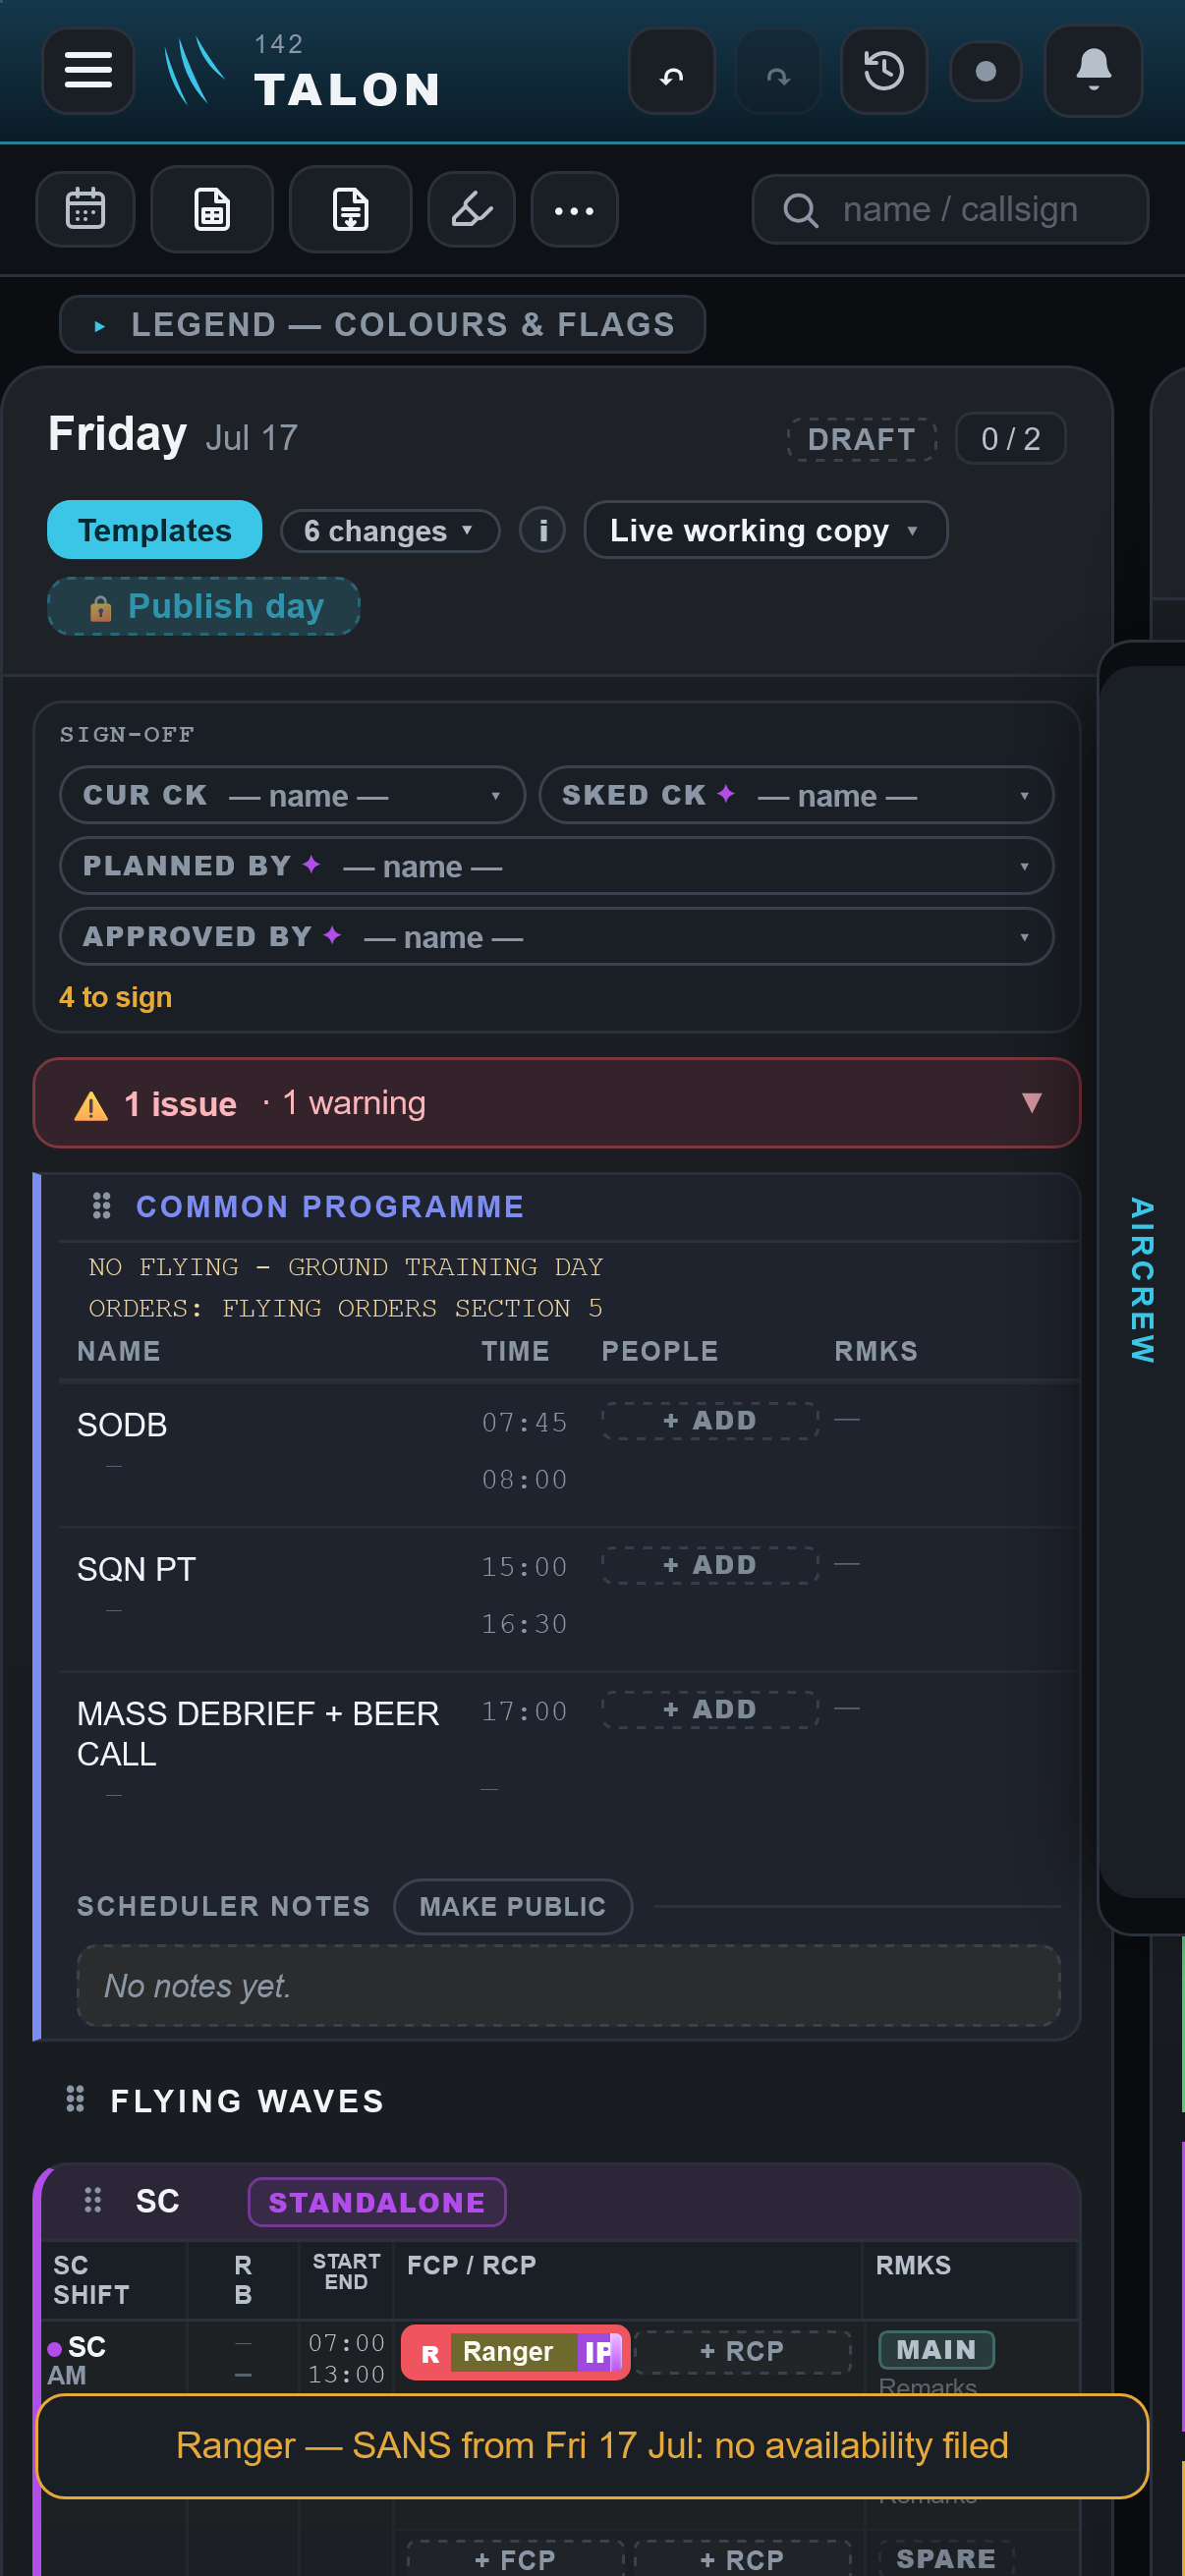 142
TALON
name / callsign
LEGEND — COLOURS & FLAGS
Friday Jul 17 DRAFT 0 / 2
Templates 6 changes i Live working copy
Publish day
SIGN-OFF
CUR CK — name — SKED CK — name —
PLANNED BY — name —
APPROVED BY — name —
4 to sign
1 issue · 1 warning
AIRCREW
COMMON PROGRAMME
NO FLYING - GROUND TRAINING DAY
ORDERS: FLYING ORDERS SECTION 5
NAME TIME PEOPLE RMKS
SODB 07:45 + ADD —
— 08:00
SQN PT 15:00 + ADD —
— 16:30
MASS DEBRIEF + BEER 17:00 + ADD —
CALL
— —
SCHEDULER NOTES MAKE PUBLIC
No notes yet.
FLYING WAVES
SC STANDALONE
SC R START FCP / RCP RMKS
SHIFT B END
SC — 07:00 R Ranger IP + RCP MAIN
AM — 13:00 Remarks
Ranger — SANS from Fri 17 Jul: no availability filed
+ FCP + RCP SPARE